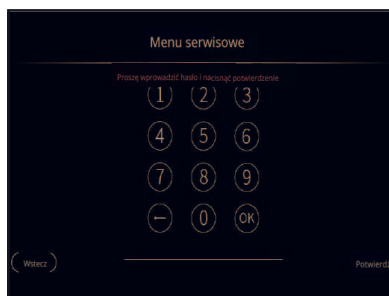 Menu serwisowe
Proszę wprowadzić hasło i nacisnąć potwierdzenie
1 2 3
4 5 6
7 8 9
← 0 OK
Wstecz
Potwierdź